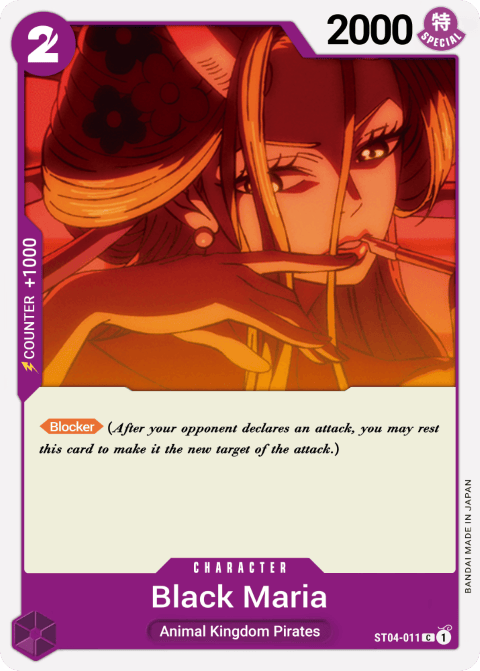 2
2000
特
SPECIAL
COUNTER +1000
Blocker (After your opponent declares an attack, you may rest
this card to make it the new target of the attack.)
BANDAI MADE IN JAPAN
CHARACTER
Black Maria
Animal Kingdom Pirates
ST04-011 C 1